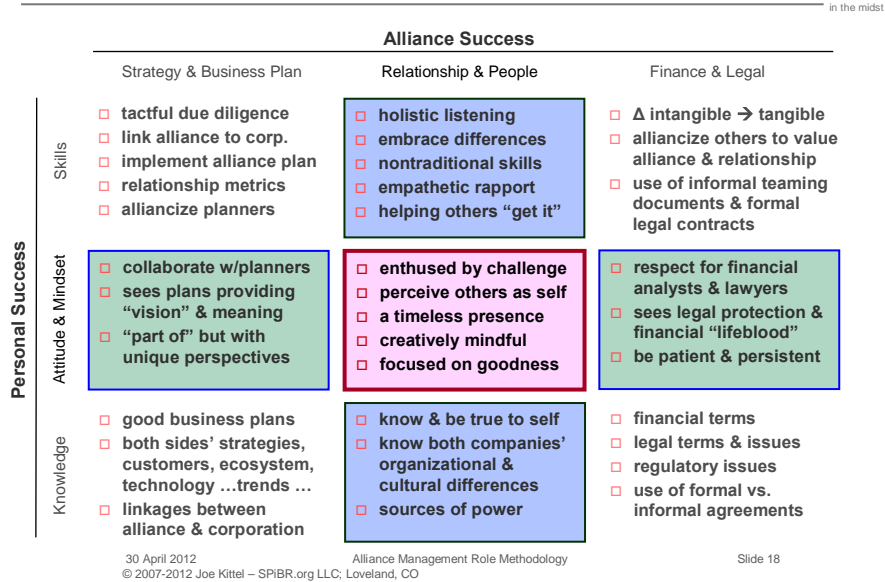 in the midst
Alliance Success
Strategy & Business Plan
Relationship & People
Finance & Legal
Personal Success
Skills
□ tactful due diligence
□ link alliance to corp.
□ implement alliance plan
□ relationship metrics
□ alliancize planners
□ holistic listening
□ embrace differences
□ nontraditional skills
□ empathetic rapport
□ helping others “get it”
□ Δ intangible → tangible
□ alliancize others to value
alliance & relationship
□ use of informal teaming
documents & formal
legal contracts
Attitude & Mindset
□ collaborate w/planners
□ sees plans providing
“vision” & meaning
□ “part of” but with
unique perspectives
□ enthused by challenge
□ perceive others as self
□ a timeless presence
□ creatively mindful
□ focused on goodness
□ respect for financial
analysts & lawyers
□ sees legal protection &
financial “lifeblood”
□ be patient & persistent
Knowledge
□ good business plans
□ both sides’ strategies,
customers, ecosystem,
technology …trends …
□ linkages between
alliance & corporation
□ know & be true to self
□ know both companies’
organizational &
cultural differences
□ sources of power
□ financial terms
□ legal terms & issues
□ regulatory issues
□ use of formal vs.
informal agreements
30 April 2012
Alliance Management Role Methodology
Slide 18
© 2007-2012 Joe Kittel – SPiBR.org LLC; Loveland, CO